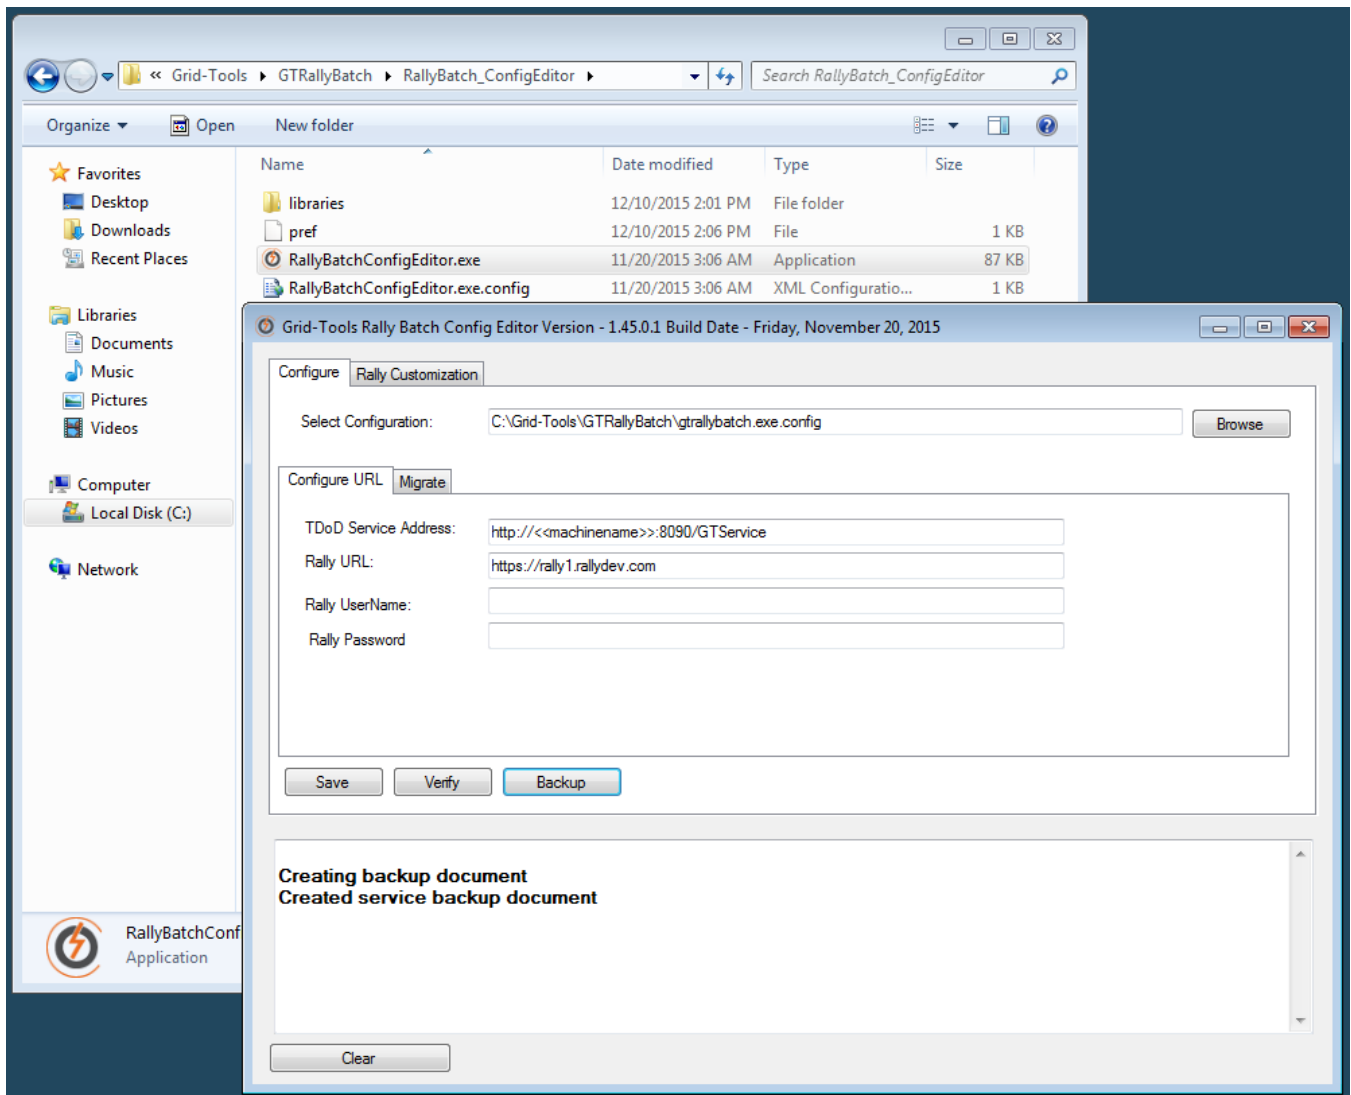 « Grid-Tools ▸ GTRallyBatch ▸ RallyBatch_ConfigEditor ▸
Search RallyBatch_ConfigEditor
Organize Open New folder
Name Date modified Type Size
Favorites
Desktop
Downloads
Recent Places
Libraries
Documents
Music
Pictures
Videos
Computer
Local Disk (C:)
Network
libraries 12/10/2015 2:01 PM File folder
pref 12/10/2015 2:06 PM File 1 KB
RallyBatchConfigEditor.exe 11/20/2015 3:06 AM Application 87 KB
RallyBatchConfigEditor.exe.config 11/20/2015 3:06 AM XML Configuratio... 1 KB
RallyBatchConf
Application
Grid-Tools Rally Batch Config Editor Version - 1.45.0.1 Build Date - Friday, November 20, 2015
Configure Rally Customization
Select Configuration: C:\Grid-Tools\GTRallyBatch\gtrallybatch.exe.config Browse
Configure URL Migrate
TDoD Service Address: http://<<machinename>>:8090/GTService
Rally URL: https://rally1.rallydev.com
Rally UserName:
Rally Password
Save Verify Backup
Creating backup document
Created service backup document
Clear